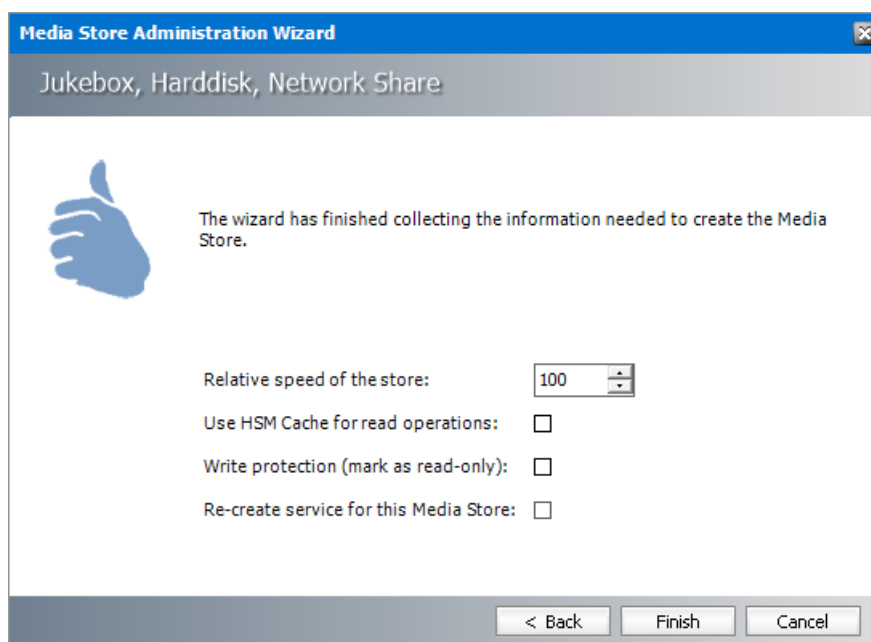 Media Store Administration Wizard
Jukebox, Harddisk, Network Share
The wizard has finished collecting the information needed to create the Media
Store.
Relative speed of the store: 100
Use HSM Cache for read operations:
Write protection (mark as read-only):
Re-create service for this Media Store:
< Back Finish Cancel